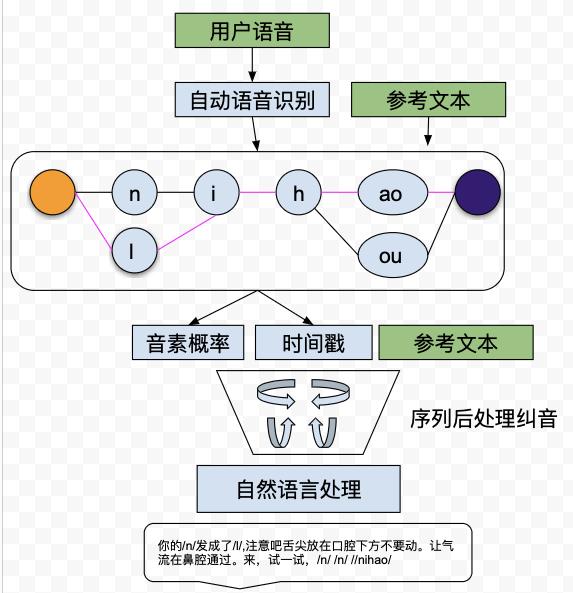 用户语音
自动语音识别
参考文本
n
i
h
ao
l
ou
音素概率
时间戳
参考文本
序列后处理纠音
自然语言处理
你的/n/发成了/l/,注意吧舌尖放在口腔下方不要动。让气
流在鼻腔通过。来，试一试，/n/ /n/ //nihao/